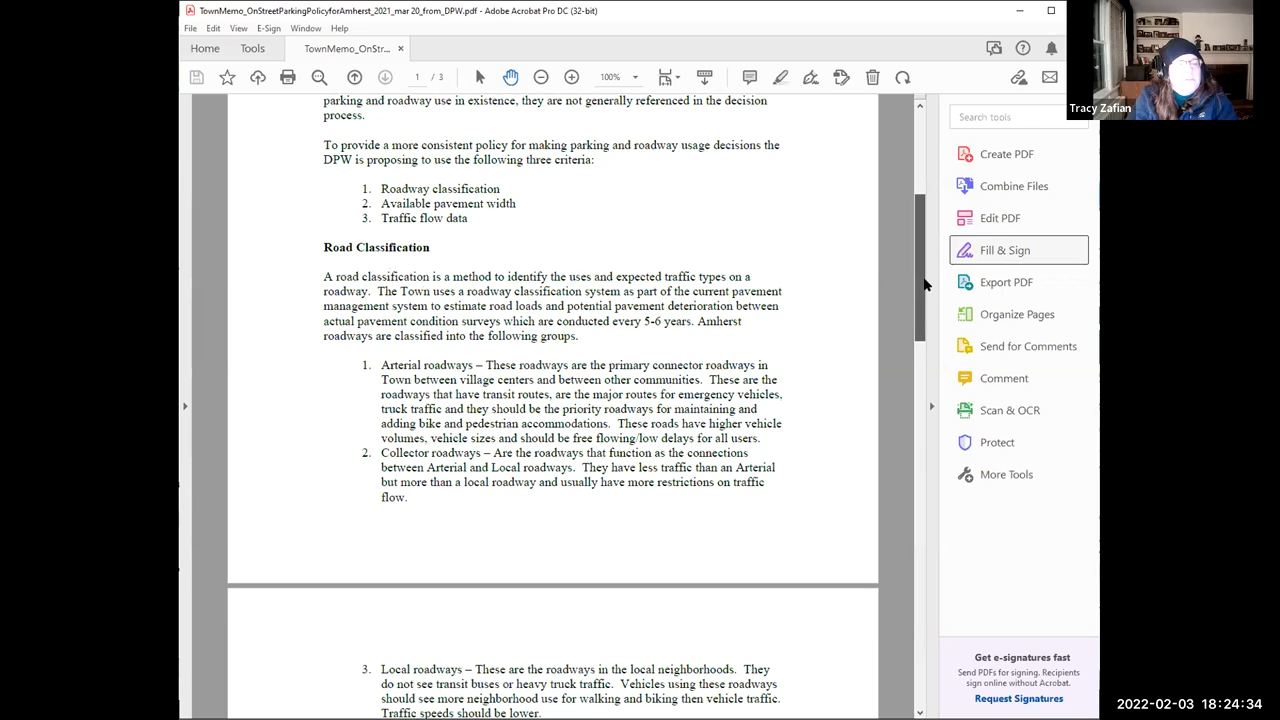 TownMemo_OnStreetParkingPolicyforAmherst_2021_mar 20_from_DPW.pdf - Adobe Acrobat Pro DC (32-bit)
File Edit View E-Sign Window Help
Home Tools TownMemo_OnStr... ×
1 / 3 100%
Tracy Zafian
parking and roadway use in existence, they are not generally referenced in the decision
process.
To provide a more consistent policy for making parking and roadway usage decisions the
DPW is proposing to use the following three criteria:
1. Roadway classification
2. Available pavement width
3. Traffic flow data
Road Classification
A road classification is a method to identify the uses and expected traffic types on a
roadway. The Town uses a roadway classification system as part of the current pavement
management system to estimate road loads and potential pavement deterioration between
actual pavement condition surveys which are conducted every 5-6 years. Amherst
roadways are classified into the following groups.
1. Arterial roadways – These roadways are the primary connector roadways in
Town between village centers and between other communities. These are the
roadways that have transit routes, are the major routes for emergency vehicles,
truck traffic and they should be the priority roadways for maintaining and
adding bike and pedestrian accommodations. These roads have higher vehicle
volumes, vehicle sizes and should be free flowing/low delays for all users.
2. Collector roadways – Are the roadways that function as the connections
between Arterial and Local roadways. They have less traffic than an Arterial
but more than a local roadway and usually have more restrictions on traffic
flow.
3. Local roadways – These are the roadways in the local neighborhoods. They
do not see transit buses or heavy truck traffic. Vehicles using these roadways
should see more neighborhood use for walking and biking then vehicle traffic.
Traffic speeds should be lower.
Search tools
Create PDF
Combine Files
Edit PDF
Fill & Sign
Export PDF
Organize Pages
Send for Comments
Comment
Scan & OCR
Protect
More Tools
Get e-signatures fast
Send PDFs for signing. Recipients
sign online without Acrobat.
Request Signatures
2022-02-03 18:24:34